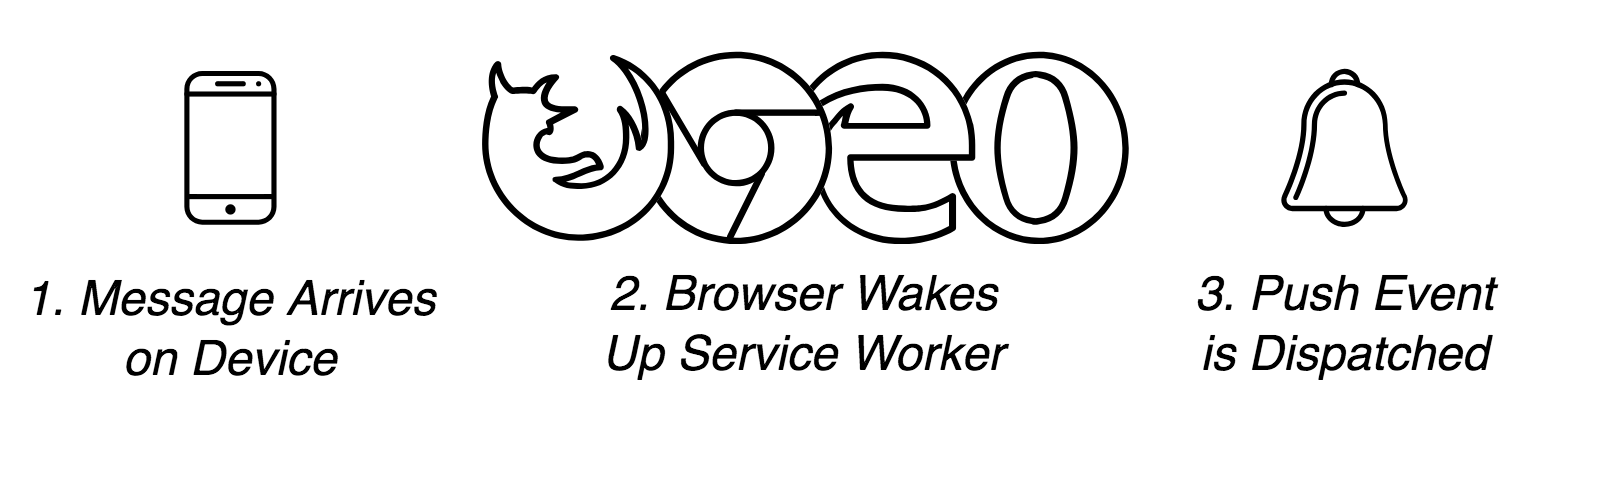 1. Message Arrives
on Device
2. Browser Wakes
Up Service Worker
3. Push Event
is Dispatched